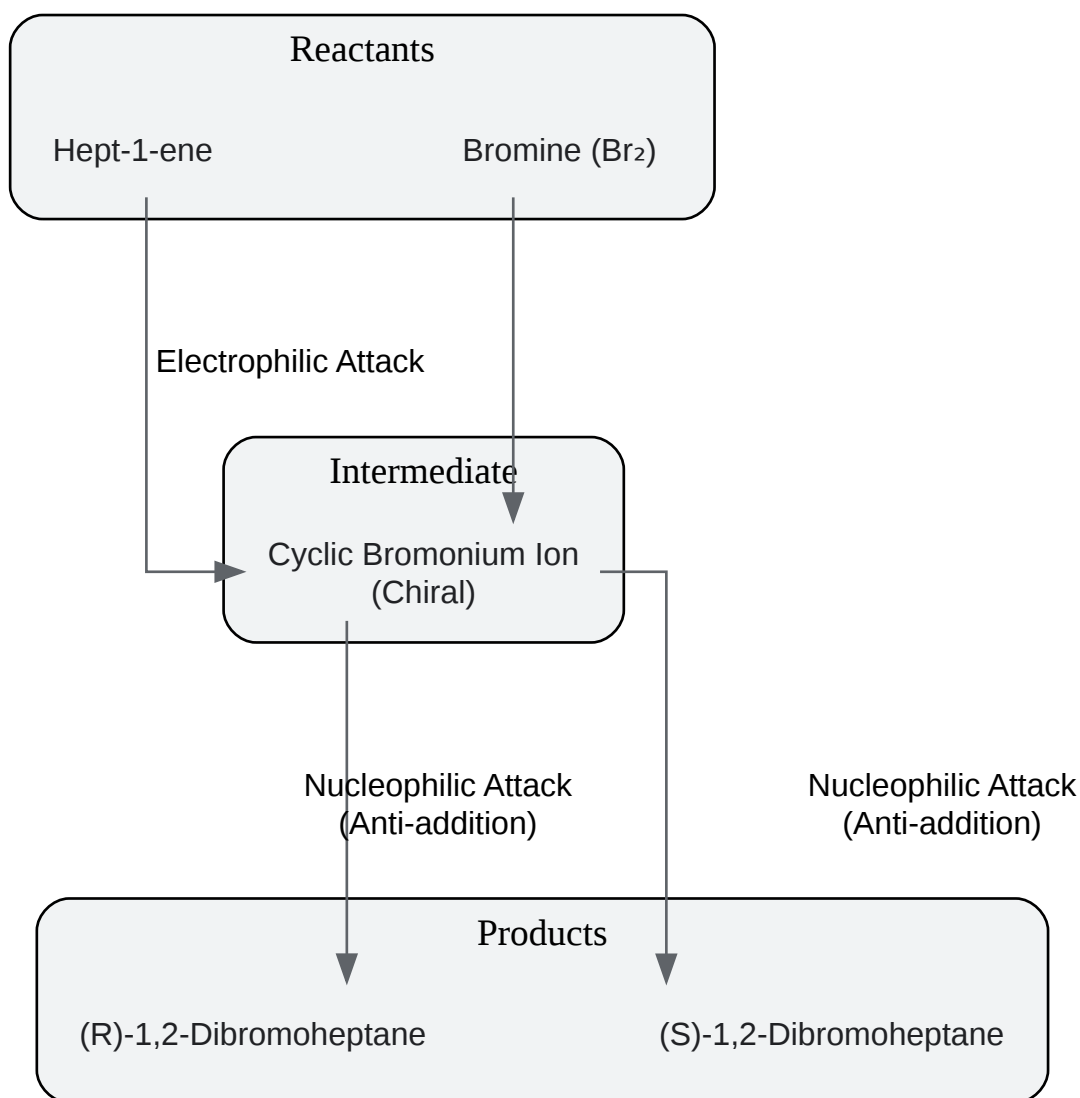 Reactants
Hept-1-ene
Bromine (Br₂)
Electrophilic Attack
Intermediate
Cyclic Bromonium Ion
(Chiral)
Nucleophilic Attack
(Anti-addition)
Nucleophilic Attack
(Anti-addition)
Products
(R)-1,2-Dibromoheptane
(S)-1,2-Dibromoheptane